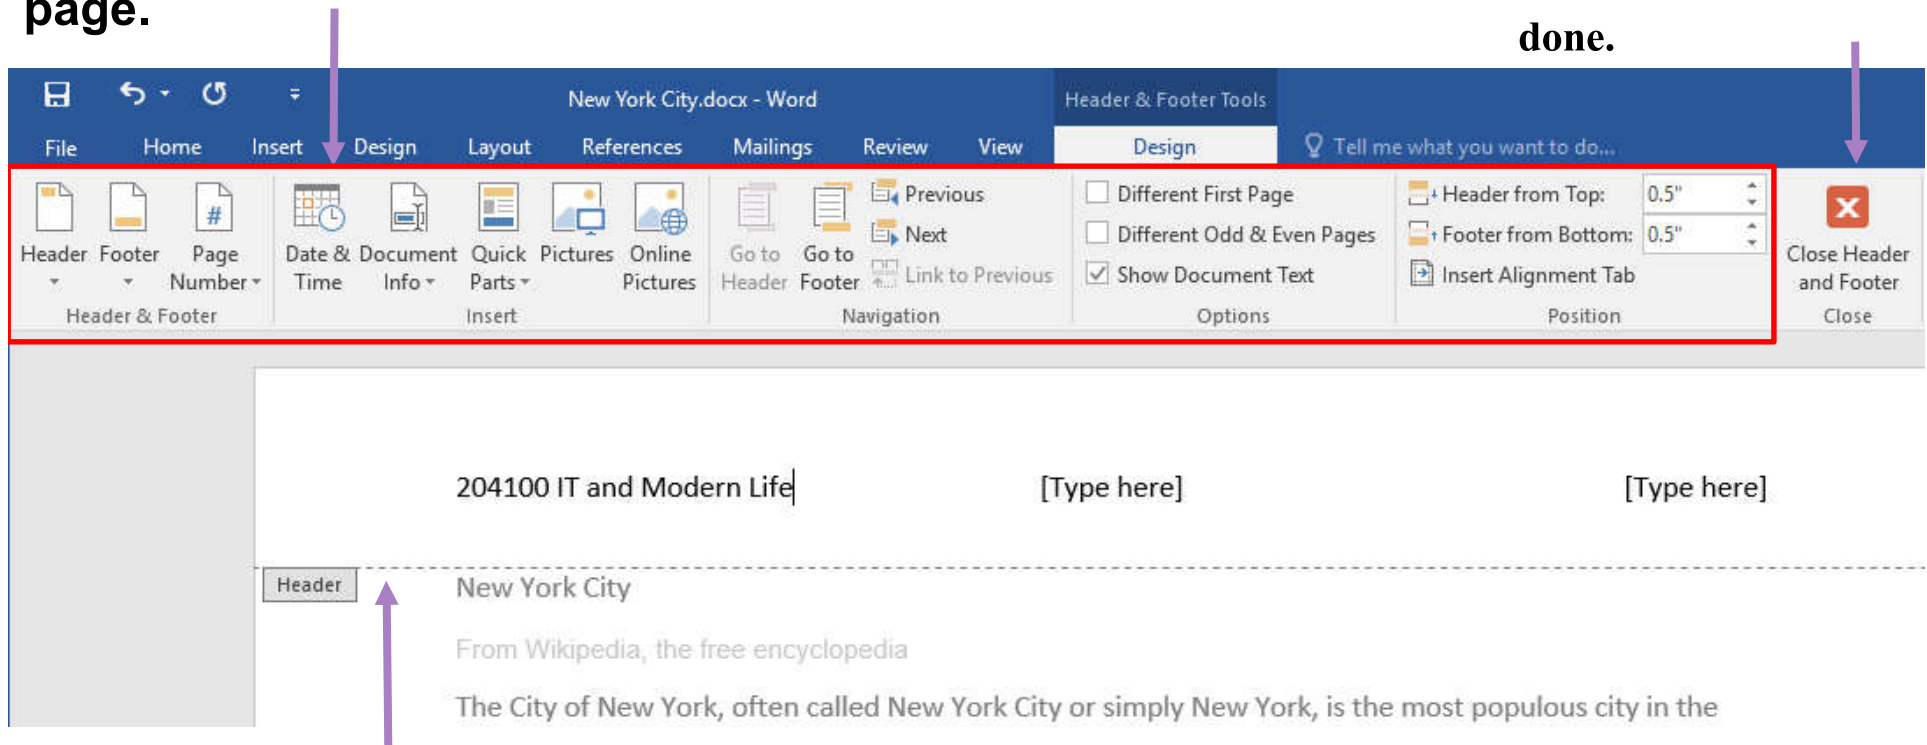 page.
done.
New York City.docx - Word
Header & Footer Tools
File Home Insert Design Layout References Mailings Review View Design Tell me what you want to do...
Header Footer Page Number
Header & Footer
Date & Time Document Info Quick Parts Pictures Online Pictures
Insert
Go to Header Go to Footer
Previous
Next
Link to Previous
Navigation
Different First Page
Different Odd & Even Pages
Show Document Text
Options
Header from Top: 0.5"
Footer from Bottom: 0.5"
Insert Alignment Tab
Position
Close Header and Footer
Close
204100 IT and Modern Life [Type here] [Type here]
Header
New York City
From Wikipedia, the free encyclopedia
The City of New York, often called New York City or simply New York, is the most populous city in the